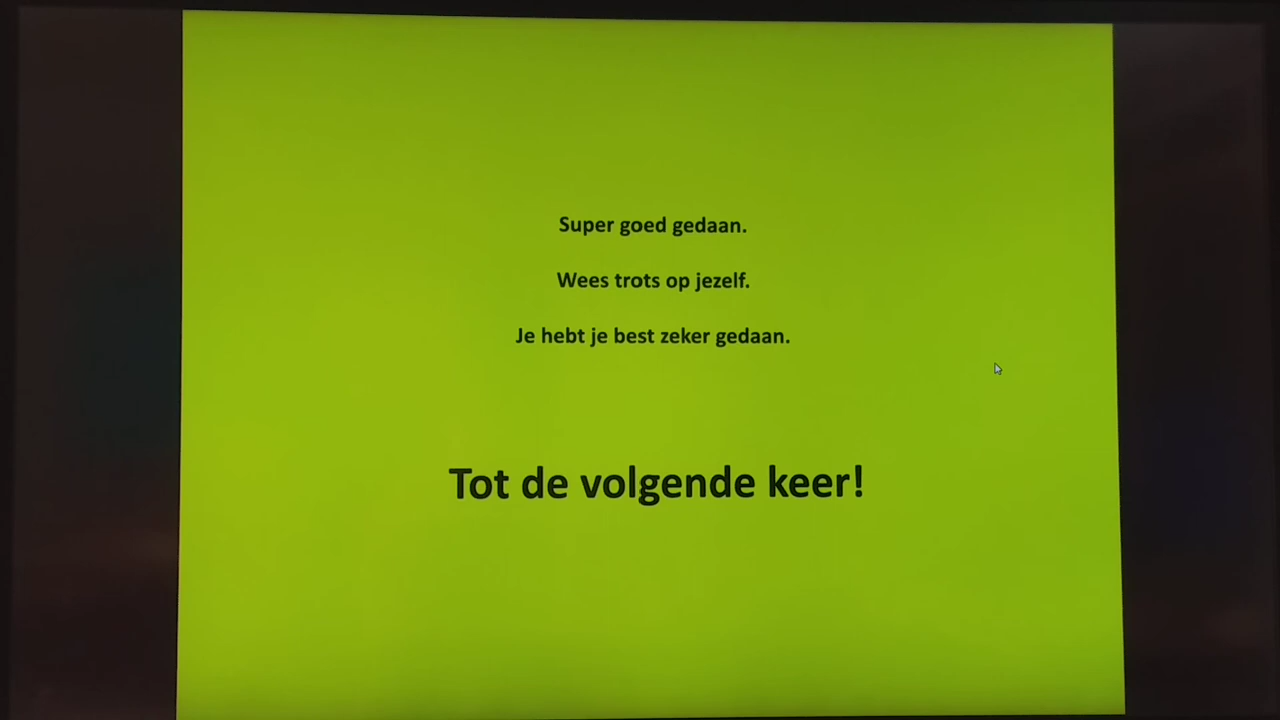 Super goed gedaan.
Wees trots op jezelf.
Je hebt je best zeker gedaan.
Tot de volgende keer!